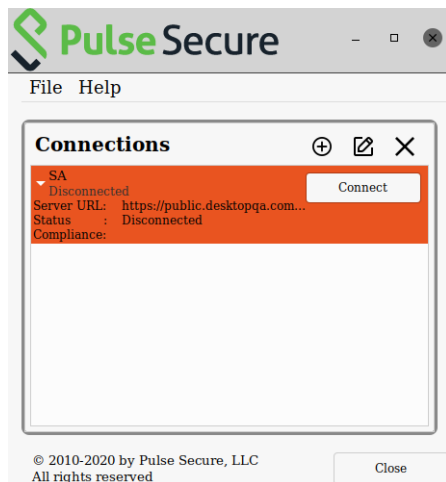 Pulse Secure
File Help
Connections
SA
Disconnected
Connect
Server URL: https://public.desktopqa.com...
Status : Disconnected
Compliance:
© 2010-2020 by Pulse Secure, LLC
All rights reserved
Close